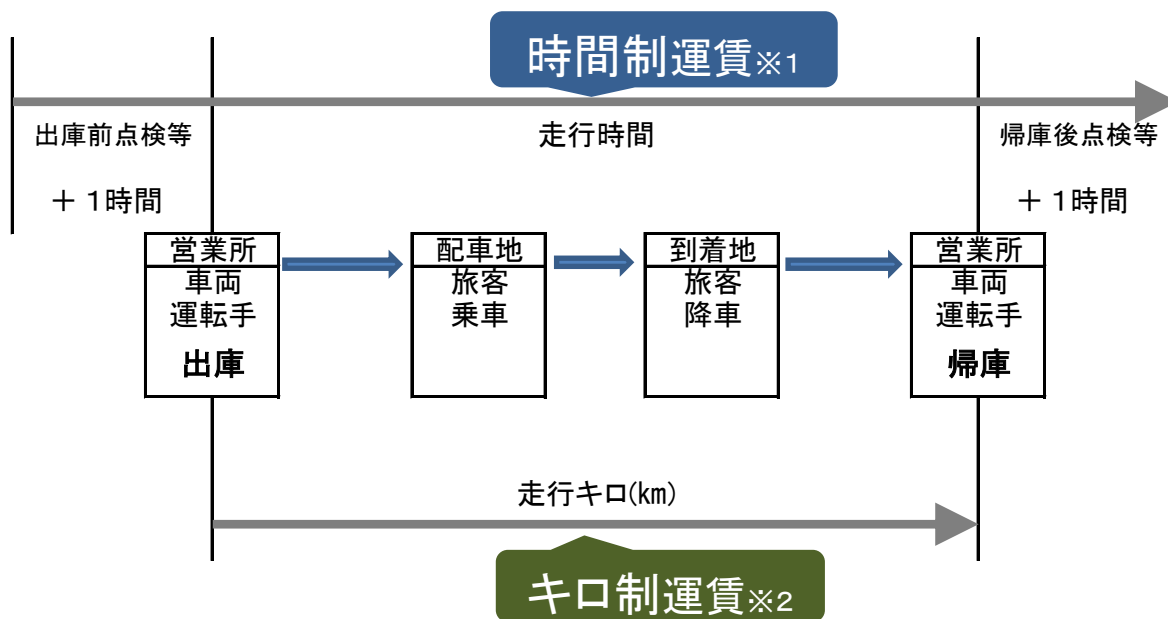 時間制運賃※1
出庫前点検等
走行時間
帰庫後点検等
＋ 1時間
＋ 1時間
営業所
車両
運転手
出庫
配車地
旅客
乗車
到着地
旅客
降車
営業所
車両
運転手
帰庫
走行キロ(㎞)
キロ制運賃※2